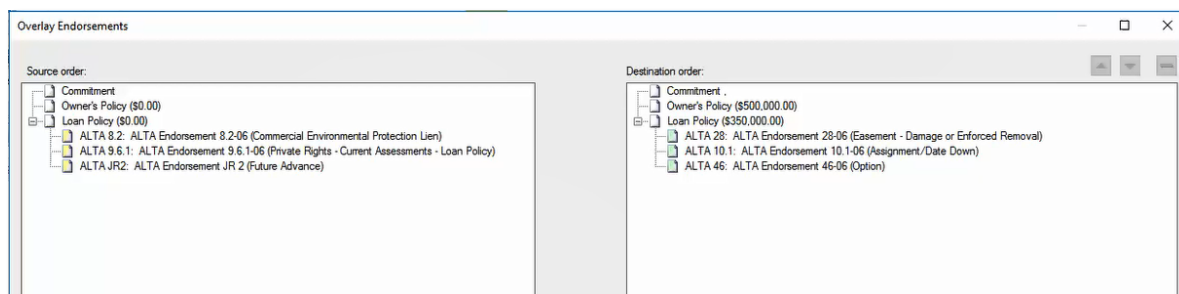 Overlay Endorsements
Source order:
Commitment
Owner's Policy ($0.00)
Loan Policy ($0.00)
ALTA 8.2: ALTA Endorsement 8.2-06 (Commercial Environmental Protection Lien)
ALTA 9.6.1: ALTA Endorsement 9.6.1-06 (Private Rights - Current Assessments - Loan Policy)
ALTA JR2: ALTA Endorsement JR 2 (Future Advance)
Destination order:
Commitment .
Owner's Policy ($500,000.00)
Loan Policy ($350,000.00)
ALTA 28: ALTA Endorsement 28-06 (Easement - Damage or Enforced Removal)
ALTA 10.1: ALTA Endorsement 10.1-06 (Assignment/Date Down)
ALTA 46: ALTA Endorsement 46-06 (Option)